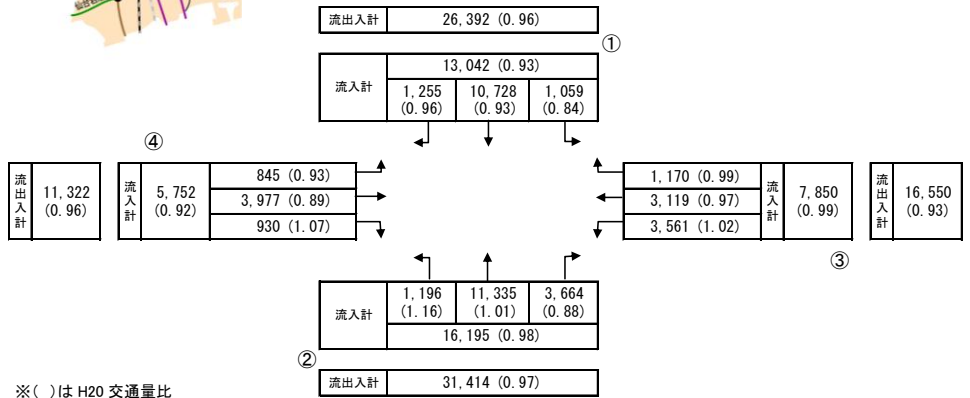 流出入計 26,392 (0.96)
①
流入計 13,042 (0.93)
1,255 10,728 1,059
(0.96) (0.93) (0.84)
④
流出入計 11,322 (0.96)
流入計 5,752 (0.92)
845 (0.93)
3,977 (0.89)
930 (1.07)
1,170 (0.99)
3,119 (0.97)
3,561 (1.02)
流入計 7,850 (0.99)
流出入計 16,550 (0.93)
③
流入計
1,196 11,335 3,664
(1.16) (1.01) (0.88)
16,195 (0.98)
②
流出入計 31,414 (0.97)
※( )は H20 交通量比